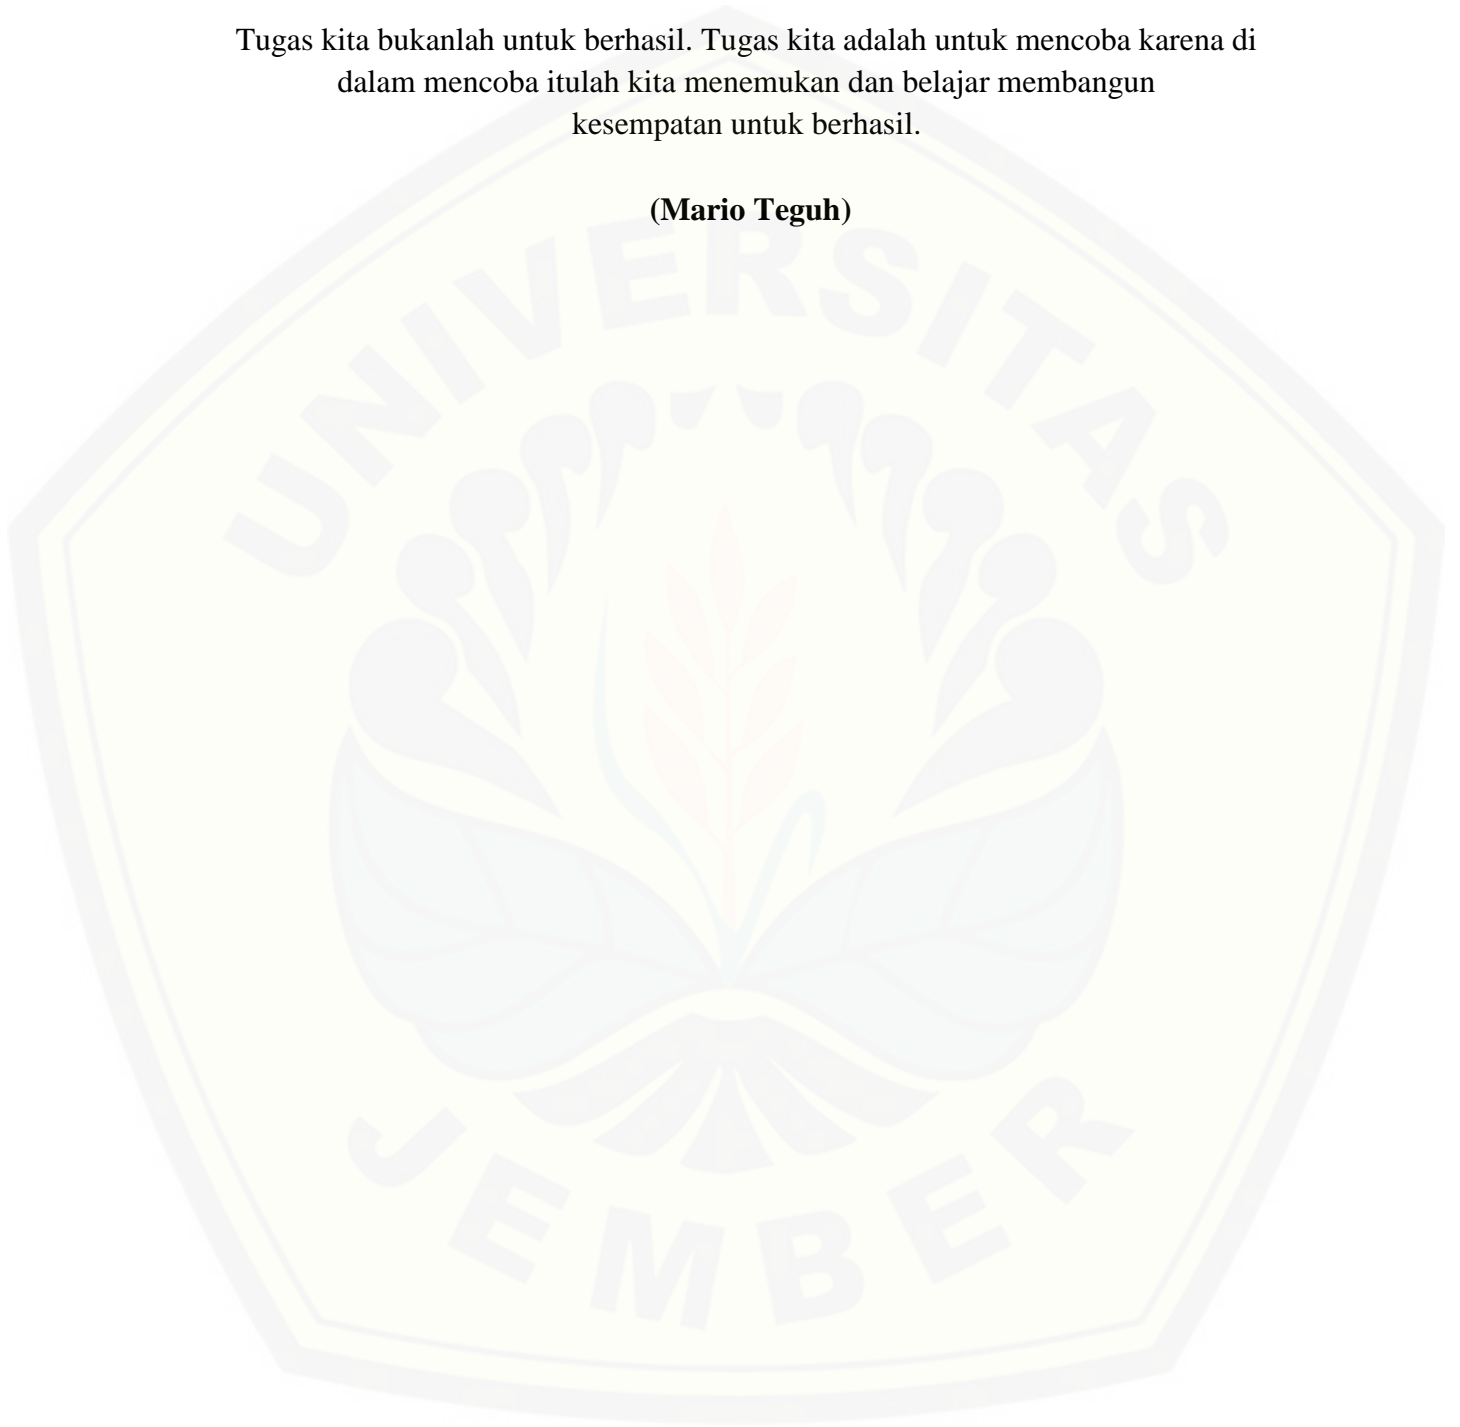 Tugas kita bukanlah untuk berhasil. Tugas kita adalah untuk mencoba karena di
dalam mencoba itulah kita menemukan dan belajar membangun
kesempatan untuk berhasil.
(Mario Teguh)
UNIVERSITAS
JEMBER